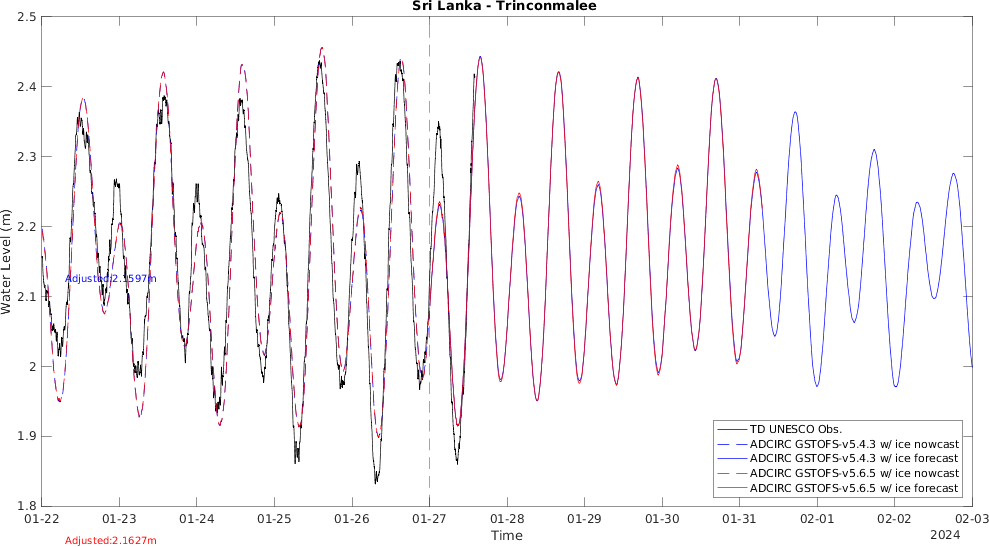 Sri Lanka - Trinconmalee
2.5
2.4
2.3
2.2
2.1
2
1.9
1.8
Water Level (m)
Adjusted:2.1597m
TD UNESCO Obs.
ADCIRC GSTOFS-v5.4.3 w/ ice nowcast
ADCIRC GSTOFS-v5.4.3 w/ ice forecast
ADCIRC GSTOFS-v5.6.5 w/ ice nowcast
ADCIRC GSTOFS-v5.6.5 w/ ice forecast
01-22 01-23 01-24 01-25 01-26 01-27 01-28 01-29 01-30 01-31 02-01 02-02 02-03
Time
2024
Adjusted:2.1627m